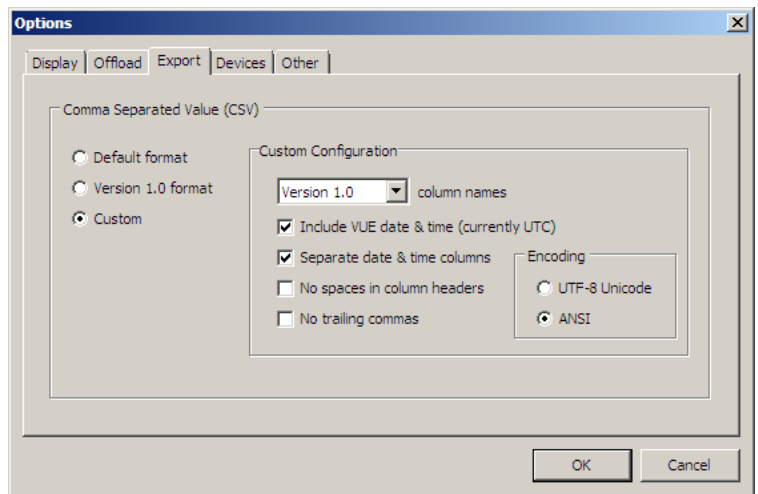 Options
Display Offload Export Devices Other
Comma Separated Value (CSV)
Default format
Version 1.0 format
Custom
Custom Configuration
Version 1.0 column names
Include VUE date & time (currently UTC)
Separate date & time columns
No spaces in column headers
No trailing commas
Encoding
UTF-8 Unicode
ANSI
OK Cancel